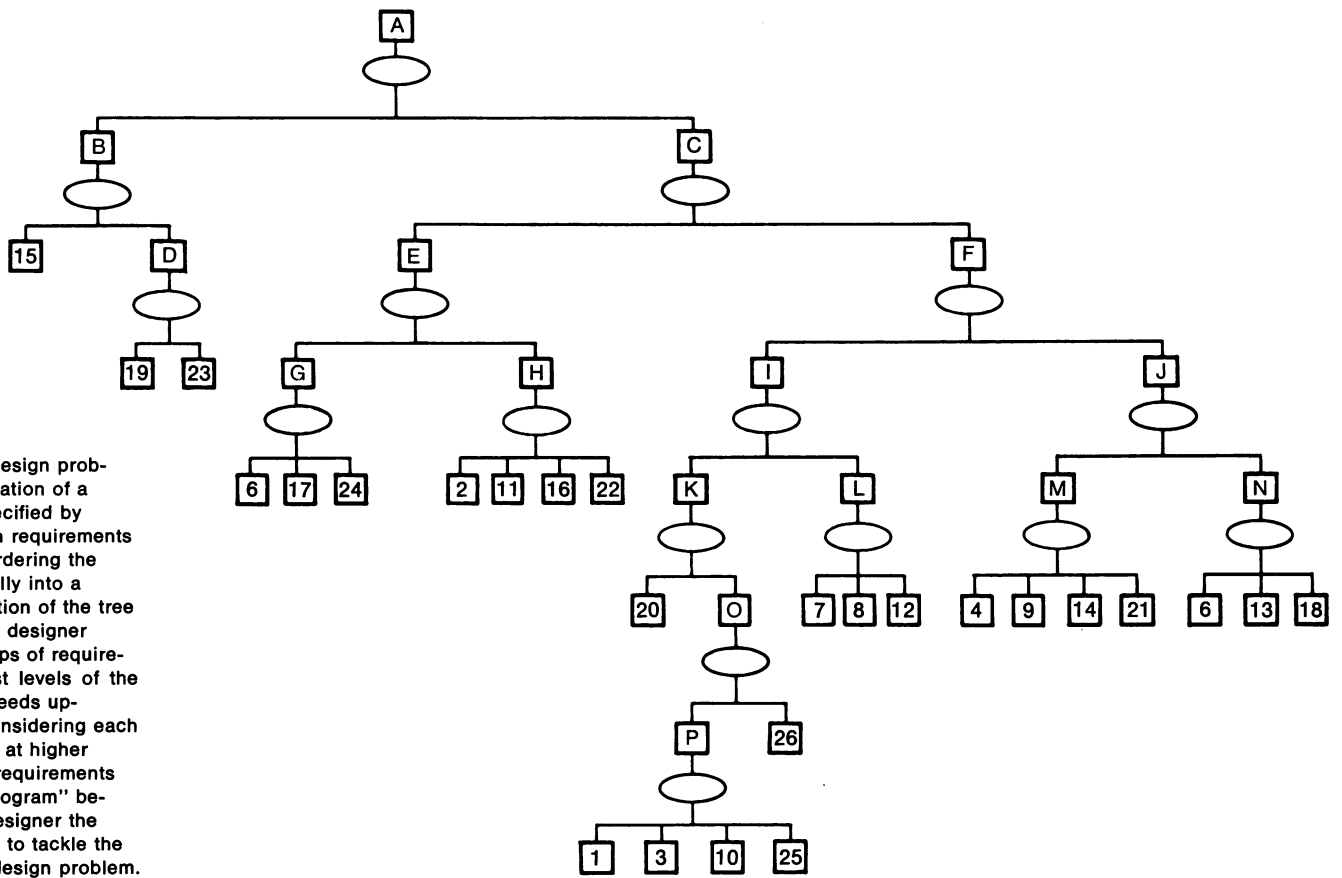 A
B
C
15
D
E
F
19
23
G
H
I
J
6
17
24
2
11
16
22
K
L
M
N
20
O
7
8
12
4
9
14
21
6
13
18
P
26
1
3
10
25
esign prob-
ation of a
ecified by
n requirements
rdering the
lly into a
tion of the tree
designer
ps of require-
st levels of the
eeds up-
onsidering each
at higher
requirements
ogram" be-
esigner the
to tackle the
design problem.